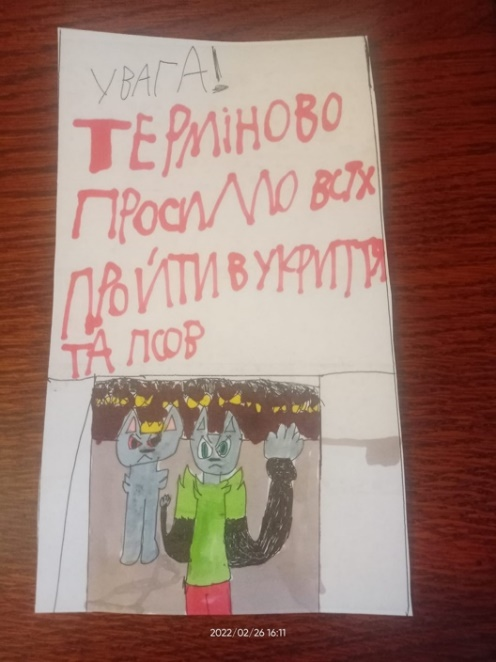 УВАГА!
ТЕРМІНОВО
ПРОСИМО ВСІХ
ПРОЙТИ В УКРИТТЯ
ТА ПСОВ
2022/02/26 16:11